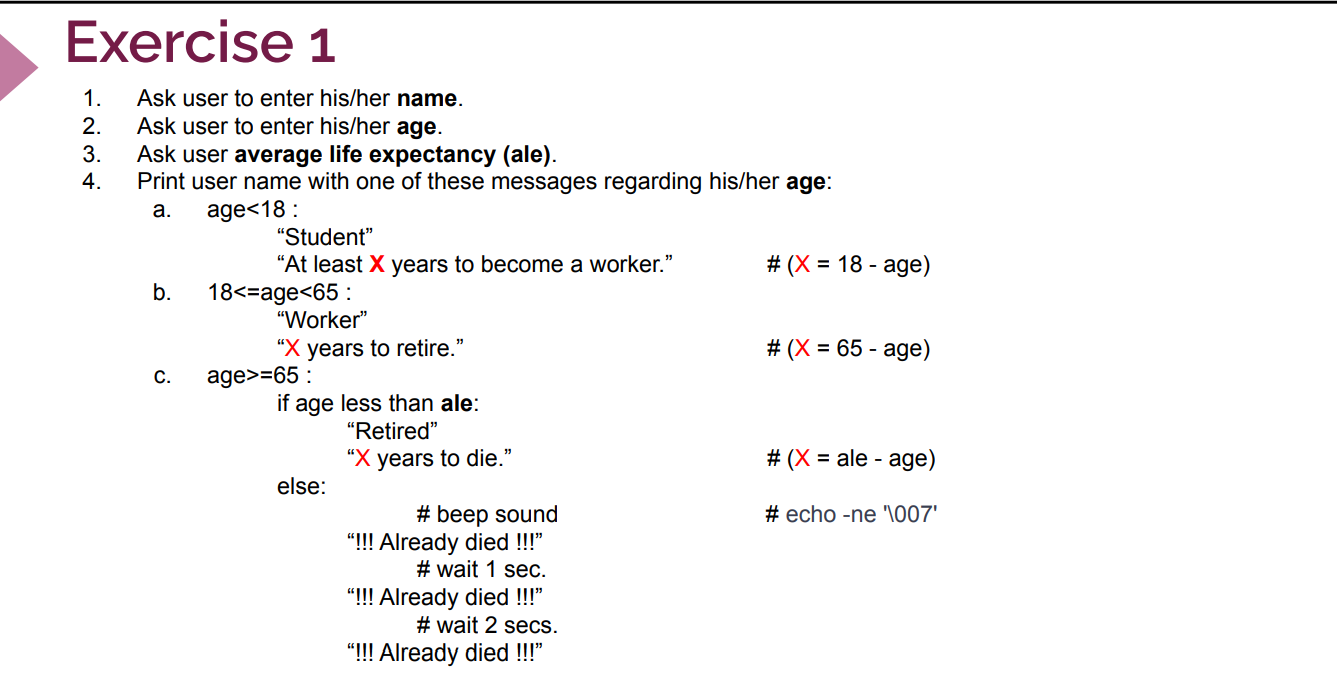 Exercise 1
1. Ask user to enter his/her name.
2. Ask user to enter his/her age.
3. Ask user average life expectancy (ale).
4. Print user name with one of these messages regarding his/her age:
a. age<18 :
“Student”
“At least X years to become a worker.” # (X = 18 - age)
b. 18<=age<65 :
“Worker”
“X years to retire.” # (X = 65 - age)
c. age>=65 :
if age less than ale:
“Retired”
“X years to die.” # (X = ale - age)
else:
# beep sound # echo -ne '\007'
“!!! Already died !!!”
# wait 1 sec.
“!!! Already died !!!”
# wait 2 secs.
“!!! Already died !!!”